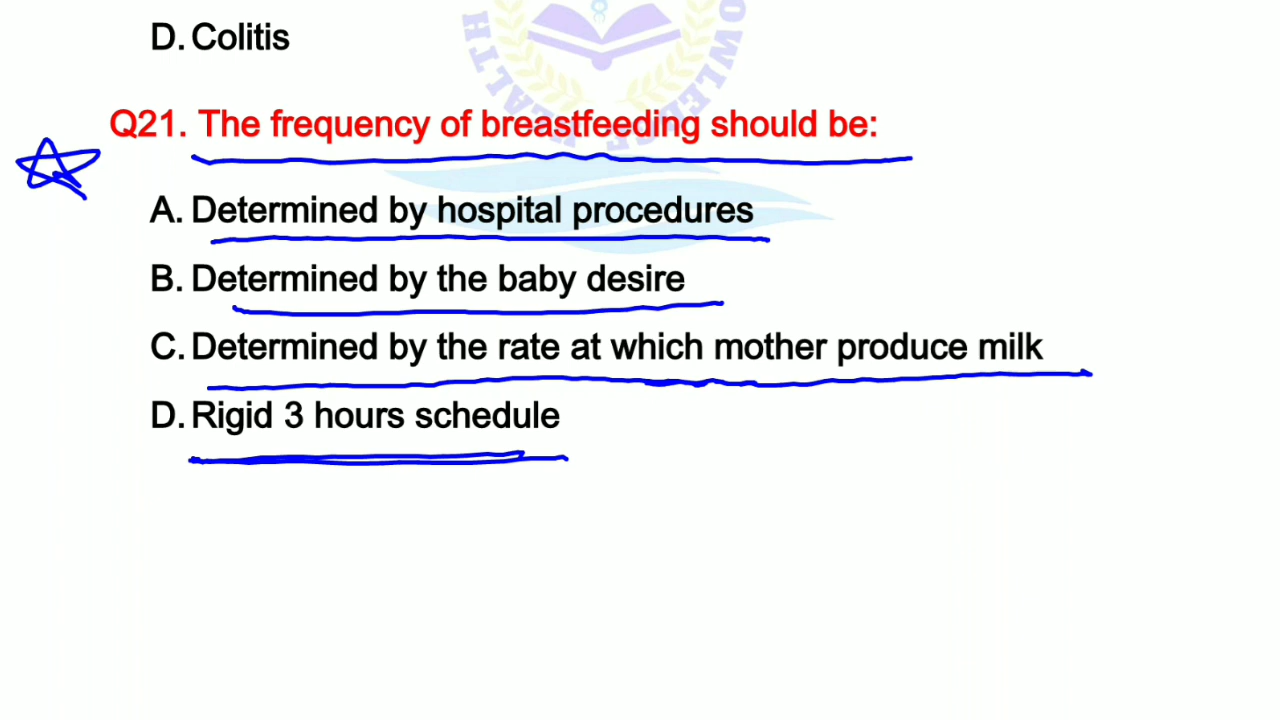 D. Colitis
Q21. The frequency of breastfeeding should be:
A. Determined by hospital procedures
B. Determined by the baby desire
C. Determined by the rate at which mother produce milk
D. Rigid 3 hours schedule